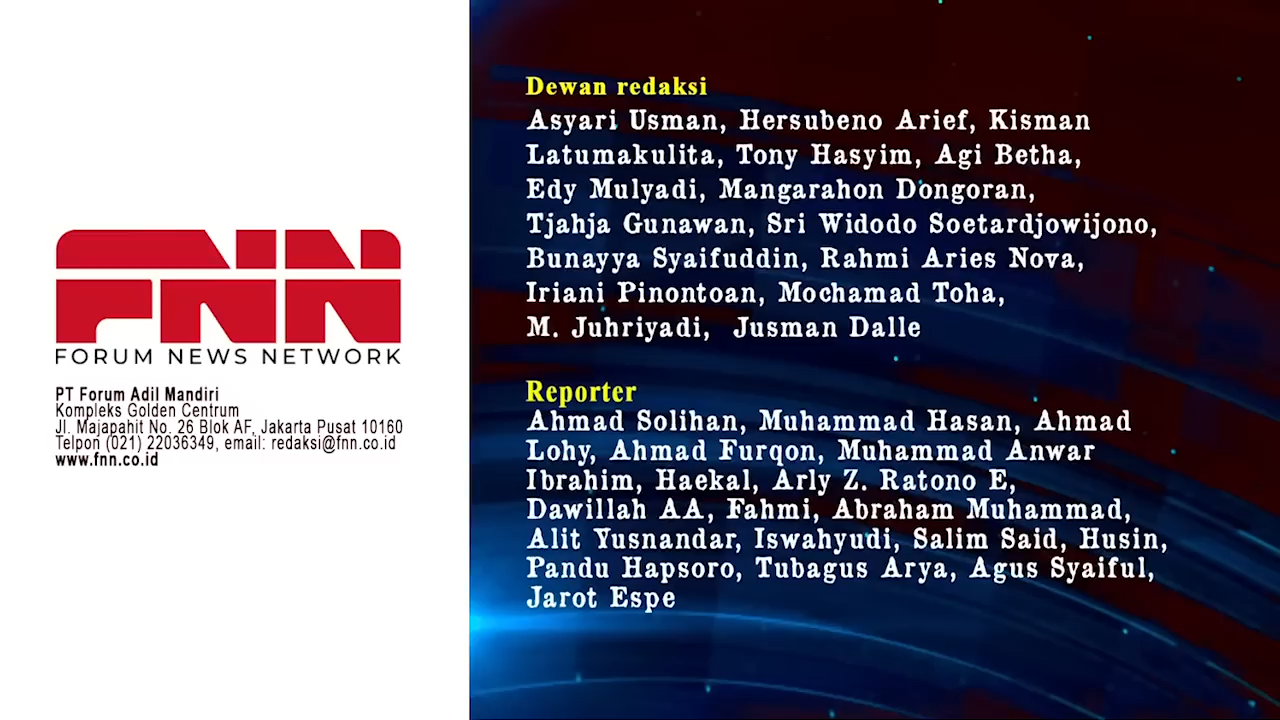 FNN
FORUM NEWS NETWORK
PT Forum Adil Mandiri
Kompleks Golden Centrum
Jl. Majapahit No. 26 Blok AF, Jakarta Pusat 10160
Telpon (021) 22036349, email: redaksi@fnn.co.id
www.fnn.co.id
Dewan redaksi
Asyari Usman, Hersubeno Arief, Kisman
Latumakulita, Tony Hasyim, Agi Betha,
Edy Mulyadi, Mangarahon Dongoran,
Tjahja Gunawan, Sri Widodo Soetardjowijono,
Bunayya Syaifuddin, Rahmi Aries Nova,
Iriani Pinontoan, Mochamad Toha,
M. Juhriyadi, Jusman Dalle
Reporter
Ahmad Solihan, Muhammad Hasan, Ahmad
Lohy, Ahmad Furqon, Muhammad Anwar
Ibrahim, Haekal, Arly Z. Ratono E,
Dawillah AA, Fahmi, Abraham Muhammad,
Alit Yusnandar, Iswahyudi, Salim Said, Husin,
Pandu Hapsoro, Tubagus Arya, Agus Syaiful,
Jarot Espe